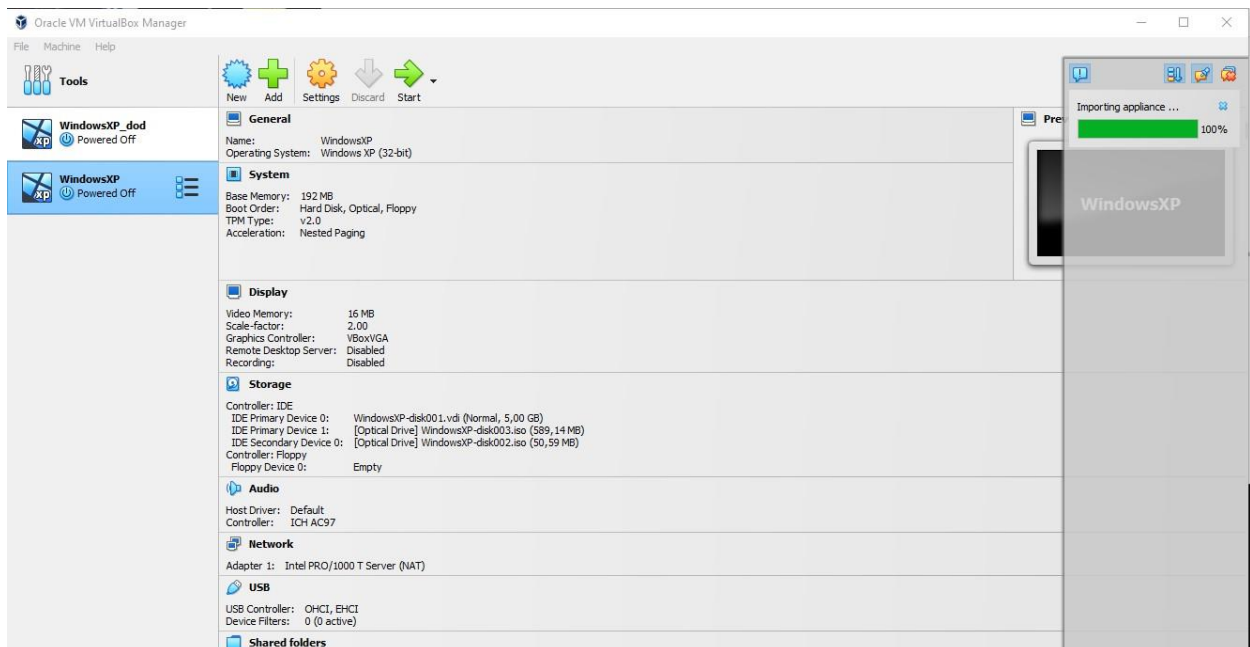 Oracle VM VirtualBox Manager
File Machine Help
Tools
New Add Settings Discard Start
WindowsXP_dod
Powered Off
WindowsXP
Powered Off
General
Name: WindowsXP
Operating System: Windows XP (32-bit)
System
Base Memory: 192 MB
Boot Order: Hard Disk, Optical, Floppy
TPM Type: v2.0
Acceleration: Nested Paging
Display
Video Memory: 16 MB
Scale-factor: 2.00
Graphics Controller: VBoxVGA
Remote Desktop Server: Disabled
Recording: Disabled
Storage
Controller: IDE
IDE Primary Device 0: WindowsXP-disk001.vdi (Normal, 5,00 GB)
IDE Primary Device 1: [Optical Drive] WindowsXP-disk003.iso (589,14 MB)
IDE Secondary Device 0: [Optical Drive] WindowsXP-disk002.iso (50,59 MB)
Controller: Floppy
Floppy Device 0: Empty
Audio
Host Driver: Default
Controller: ICH AC97
Network
Adapter 1: Intel PRO/1000 T Server (NAT)
USB
USB Controller: OHCI, EHCI
Device Filters: 0 (0 active)
Shared folders
Pre
Importing appliance ...
100%
WindowsXP
xp
xp